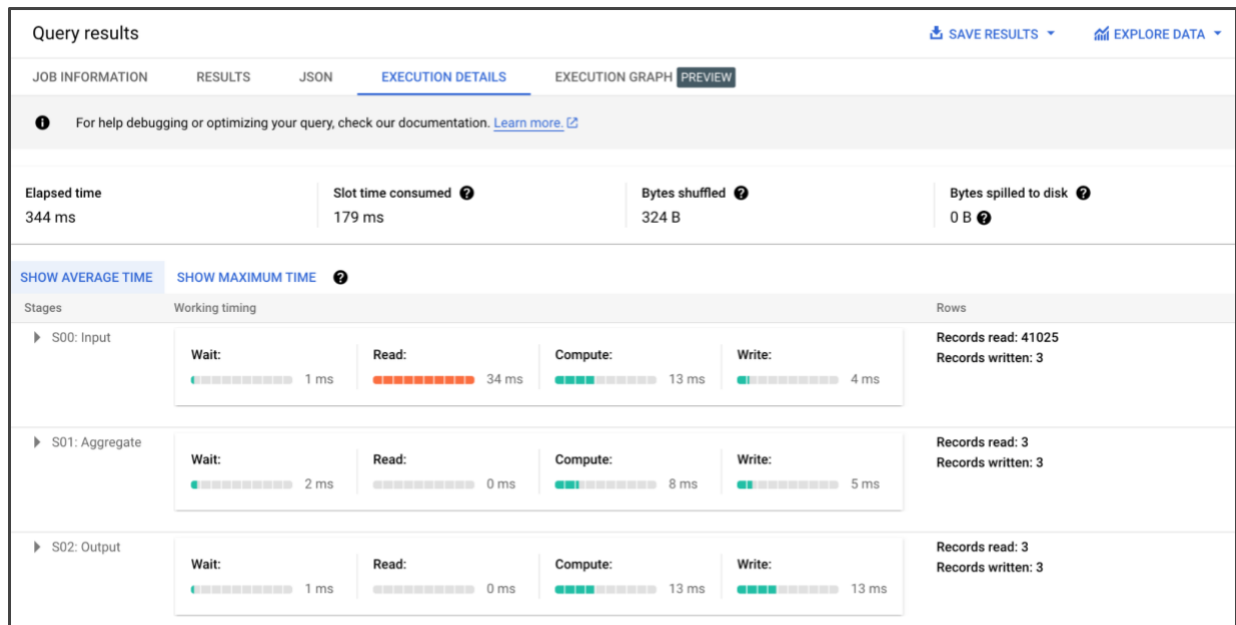 Query results
SAVE RESULTS
EXPLORE DATA
JOB INFORMATION
RESULTS
JSON
EXECUTION DETAILS
EXECUTION GRAPH PREVIEW
For help debugging or optimizing your query, check our documentation. Learn more.
Elapsed time
344 ms
Slot time consumed
179 ms
Bytes shuffled
324 B
Bytes spilled to disk
0 B
SHOW AVERAGE TIME
SHOW MAXIMUM TIME
Stages
Working timing
Rows
S00: Input
Wait:
1 ms
Read:
34 ms
Compute:
13 ms
Write:
4 ms
Records read: 41025
Records written: 3
S01: Aggregate
Wait:
2 ms
Read:
0 ms
Compute:
8 ms
Write:
5 ms
Records read: 3
Records written: 3
S02: Output
Wait:
1 ms
Read:
0 ms
Compute:
13 ms
Write:
13 ms
Records read: 3
Records written: 3